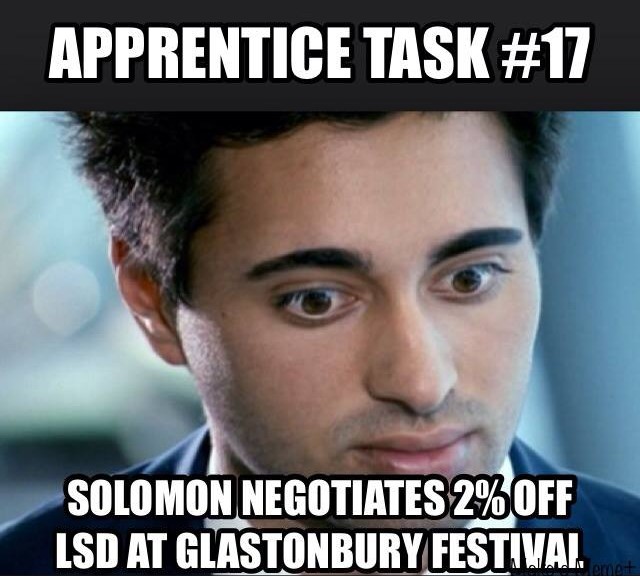 APPRENTICE TASK #17
SOLOMON NEGOTIATES 2% OFF
LSD AT GLASTONBURY FESTIVAL